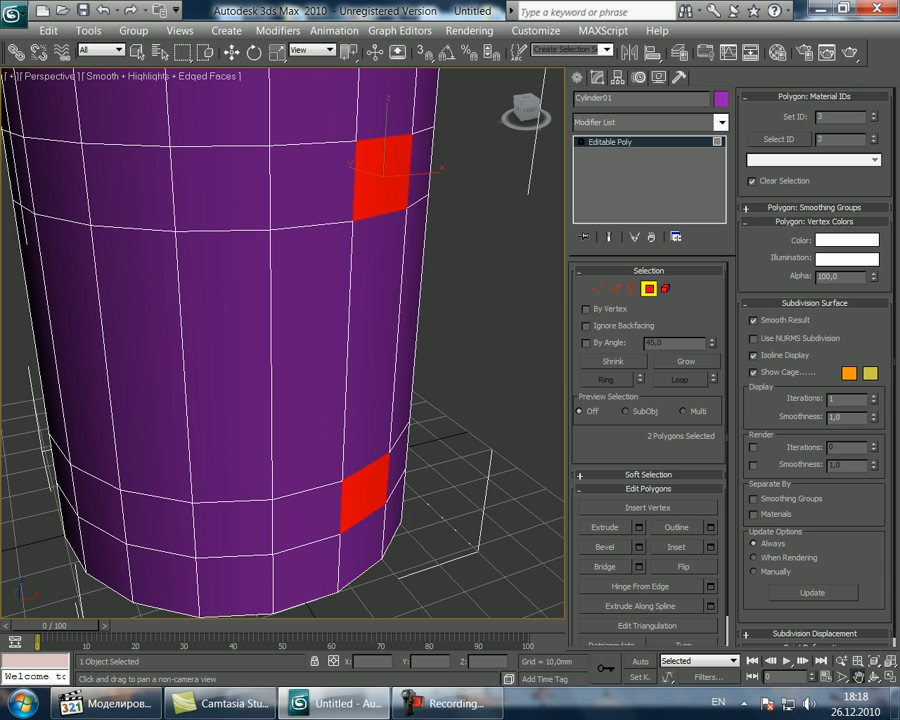 Autodesk 3ds Max 2010 - Unregistered Version Untitled
Type a keyword or phrase
Edit Tools Group Views Create Modifiers Animation Graph Editors Rendering Customize MAXScript Help
All
View
Create Selection S
[ + ][ Perspective ][ Smooth + Highlights + Edged Faces ]
Cylinder01
Modifier List
Editable Poly
Selection
By Vertex
Ignore Backfacing
By Angle: 45,0
Shrink Grow
Ring Loop
Preview Selection
Off SubObj Multi
2 Polygons Selected
Soft Selection
Edit Polygons
Insert Vertex
Extrude Outline
Bevel Inset
Bridge Flip
Hinge From Edge
Extrude Along Spline
Edit Triangulation
Retriangulate Turn
Polygon: Material IDs
Set ID: 3
Select ID 3
Clear Selection
Polygon: Smoothing Groups
Polygon: Vertex Colors
Color:
Illumination:
Alpha: 100,0
Subdivision Surface
Smooth Result
Use NURMS Subdivision
Isoline Display
Show Cage......
Display
Iterations: 1
Smoothness: 1,0
Render
Iterations: 0
Smoothness: 1,0
Separate By
Smoothing Groups
Materials
Update Options
Always
When Rendering
Manually
Update
Subdivision Displacement
0 / 100
0 10 20 30 40 50 60 70 80 90 100
1 Object Selected X: Y: Z: Grid = 10,0mm Auto Selected
Welcome to Click and drag to pan a non-camera view Add Time Tag Set K. Filters... 0
Моделиров... Camtasia Stu... Untitled - Au... Recording... EN 18:18
26.12.2010